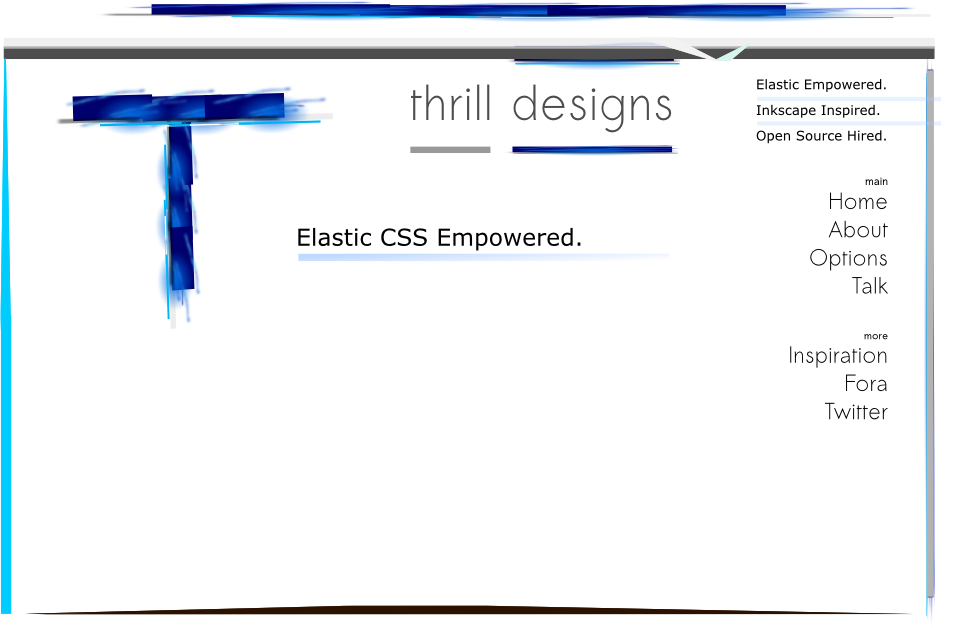 thrill designs
Elastic Empowered.
Inkscape Inspired.
Open Source Hired.
Elastic CSS Empowered.
main
Home
About
Options
Talk
more
Inspiration
Fora
Twitter